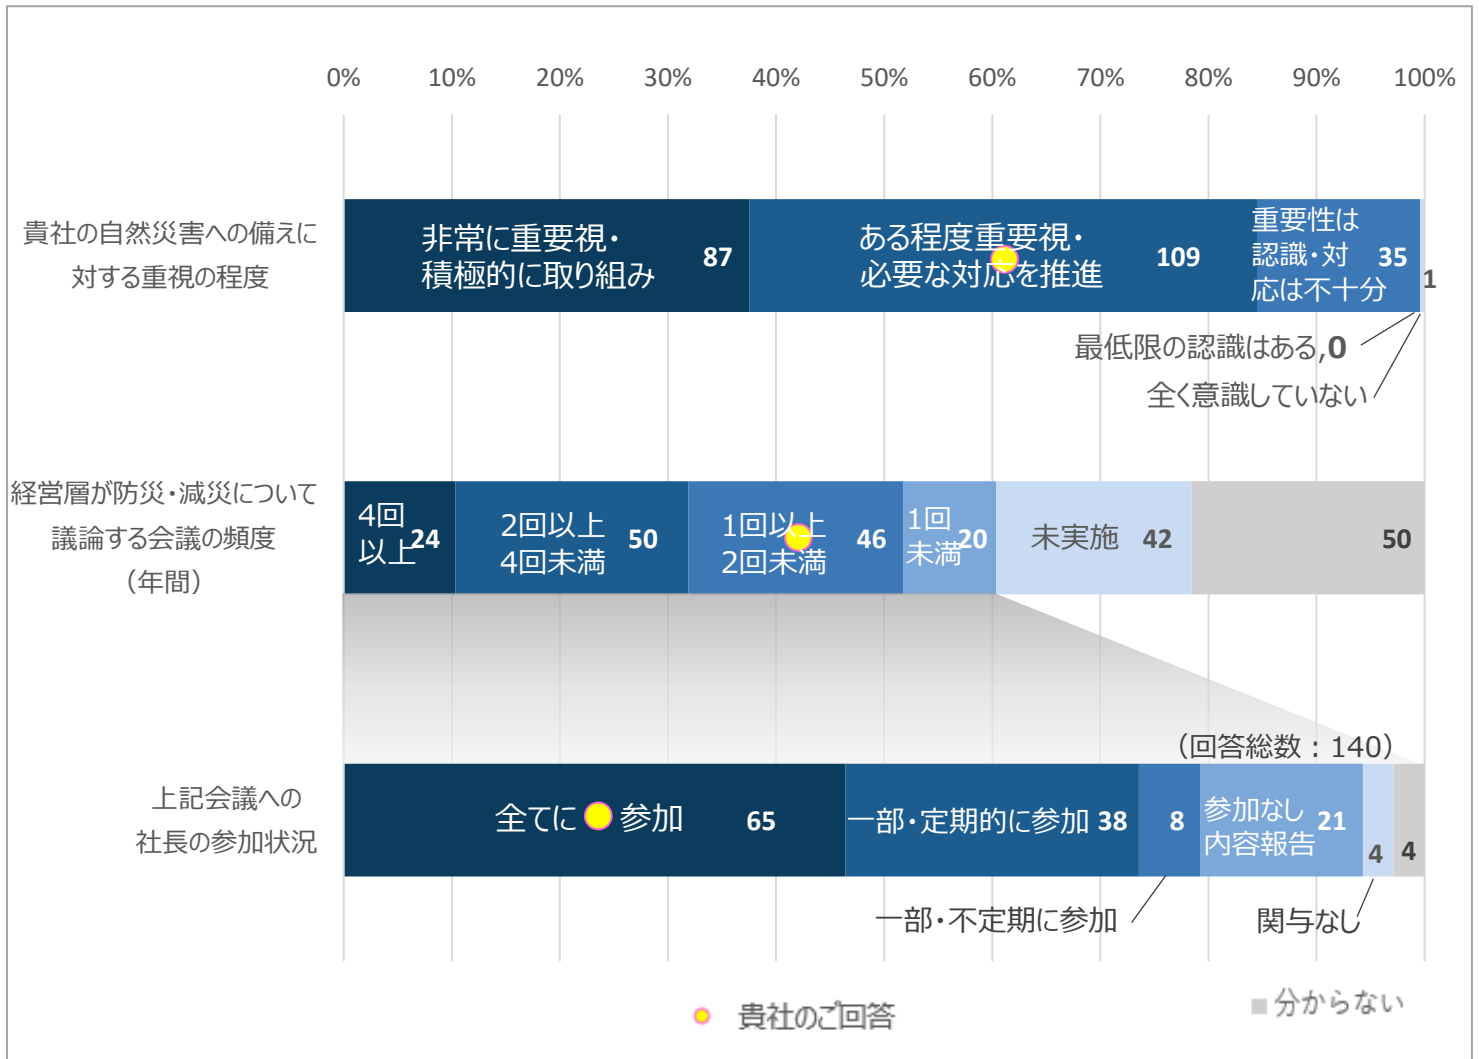 0% 10% 20% 30% 40% 50% 60% 70% 80% 90% 100%
貴社の自然災害への備えに
対する重視の程度
非常に重要視・
積極的に取り組み
87
ある程度重要視・
必要な対応を推進
109
重要性は
認識・対
応は不十分
35
1
最低限の認識はある,0
全く意識していない
経営層が防災・減災について
議論する会議の頻度
（年間）
4回
以上
24
2回以上
4回未満
50
1回以上
2回未満
46
1回
未満
20
未実施 42
50
（回答総数：140）
上記会議への
社長の参加状況
全てに 参加 65
一部・定期的に参加 38
8
参加なし
内容報告
21
4
4
一部・不定期に参加
関与なし
貴社のご回答
分からない